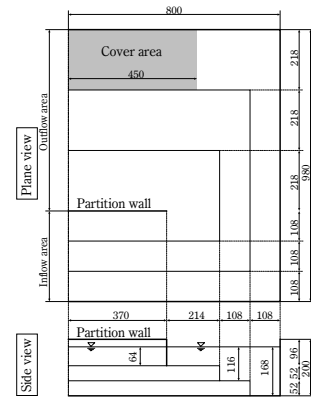 800
Cover area
450
218
218
218
980
108
108
108
Outflow area
Inflow area
Plane view
Partition wall
370
214
108
108
Partition wall
Side view
64
116
168
96
52
52
200